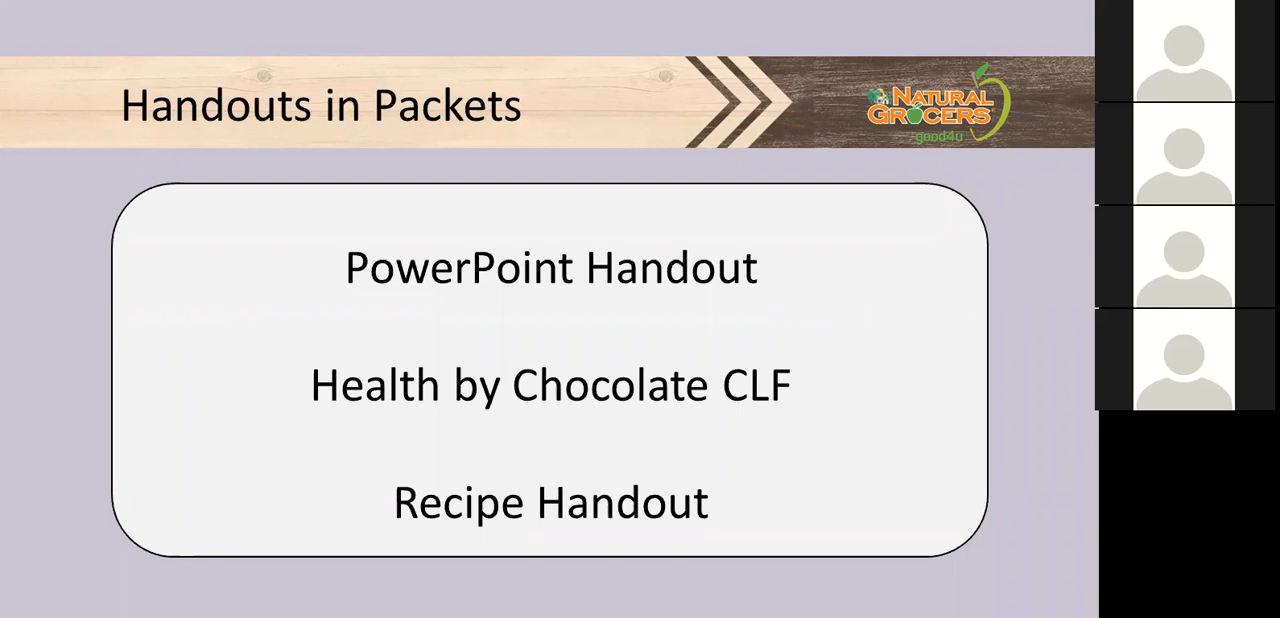 Handouts in Packets
NATURAL
GROCERS
good4u
PowerPoint Handout
Health by Chocolate CLF
Recipe Handout